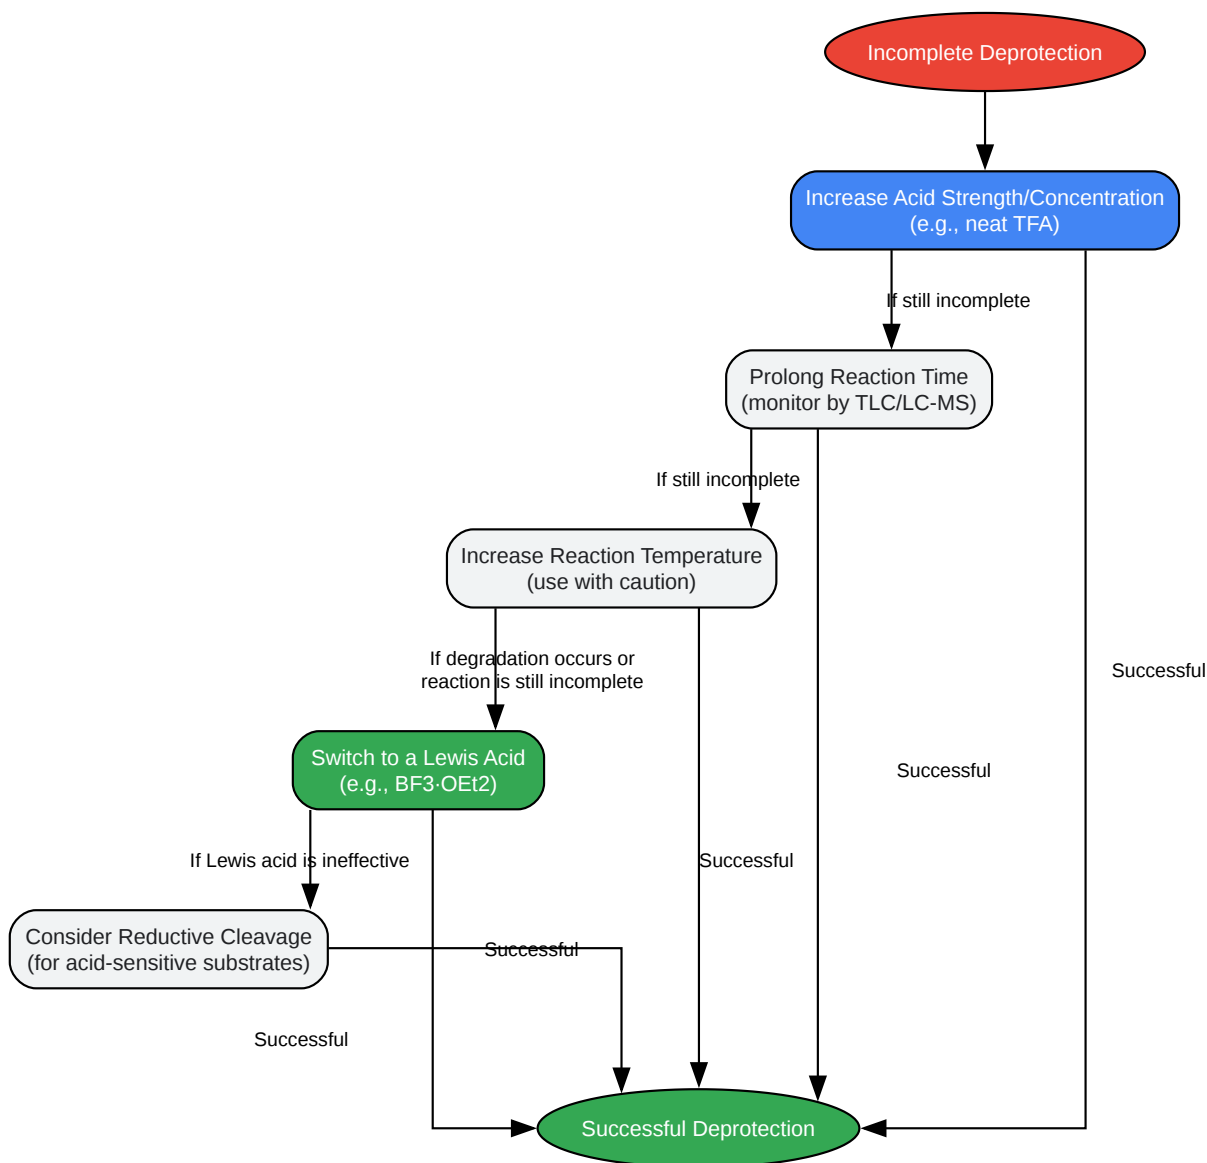 Incomplete Deprotection
Increase Acid Strength/Concentration
(e.g., neat TFA)
If still incomplete
Prolong Reaction Time
(monitor by TLC/LC-MS)
If still incomplete
Increase Reaction Temperature
(use with caution)
If degradation occurs or
reaction is still incomplete
Successful
Switch to a Lewis Acid
(e.g., BF3·OEt2)
Successful
If Lewis acid is ineffective
Successful
Consider Reductive Cleavage
(for acid-sensitive substrates)
Successful
Successful
Successful Deprotection